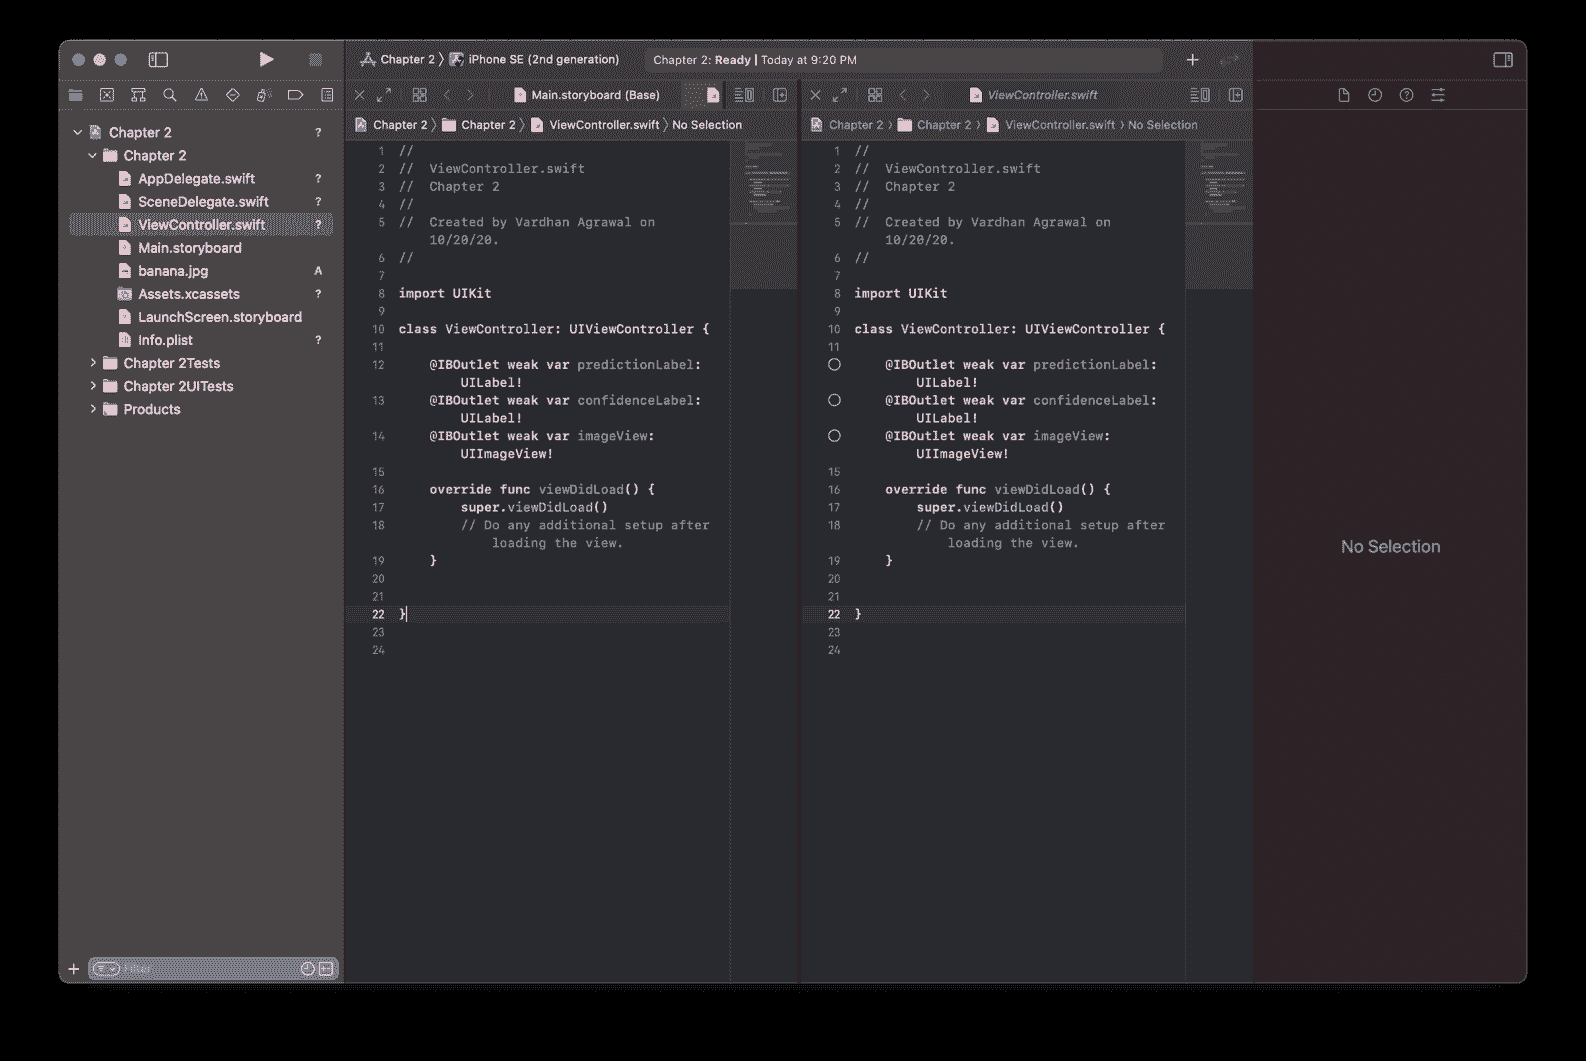 Chapter 2 iPhone SE (2nd generation) Chapter 2: Ready | Today at 9:20 PM
Main.storyboard (Base)
ViewController.swift
Chapter 2 Chapter 2 ViewController.swift No Selection
Chapter 2 Chapter 2 ViewController.swift No Selection
Chapter 2 ?
Chapter 2
AppDelegate.swift ?
SceneDelegate.swift ?
ViewController.swift ?
Main.storyboard
banana.jpg A
Assets.xcassets ?
LaunchScreen.storyboard
Info.plist ?
Chapter 2Tests
Chapter 2UITests
Products
Filter
1 //
2 // ViewController.swift
3 // Chapter 2
4 //
5 // Created by Vardhan Agrawal on
10/20/20.
6 //
7
8 import UIKit
9
10 class ViewController: UIViewController {
11
12 @IBOutlet weak var predictionLabel:
UILabel!
13 @IBOutlet weak var confidenceLabel:
UILabel!
14 @IBOutlet weak var imageView:
UIImageView!
15
16 override func viewDidLoad() {
17 super.viewDidLoad()
18 // Do any additional setup after
loading the view.
19 }
20
21
22 }
23
24
1 //
2 // ViewController.swift
3 // Chapter 2
4 //
5 // Created by Vardhan Agrawal on
10/20/20.
6 //
7
8 import UIKit
9
10 class ViewController: UIViewController {
11
@IBOutlet weak var predictionLabel:
UILabel!
@IBOutlet weak var confidenceLabel:
UILabel!
@IBOutlet weak var imageView:
UIImageView!
15
16 override func viewDidLoad() {
17 super.viewDidLoad()
18 // Do any additional setup after
loading the view.
19 }
20
21
22 }
23
24
No Selection